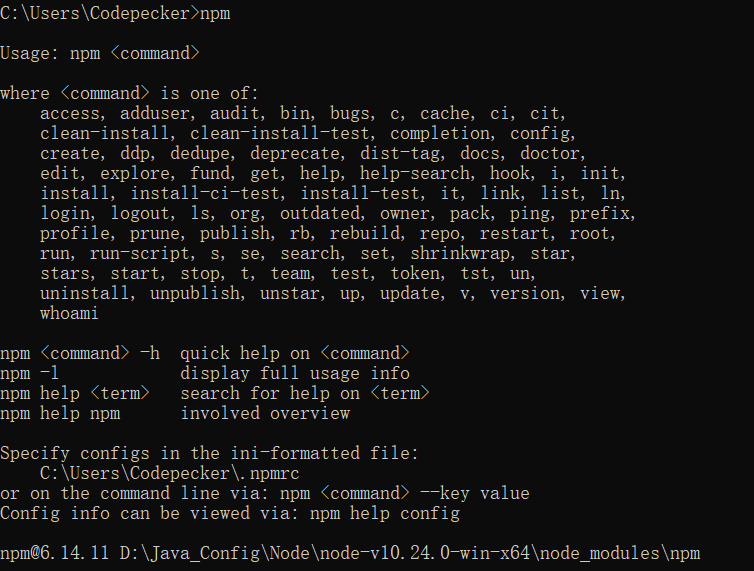 C:\Users\Codepecker>npm
Usage: npm <command>
where <command> is one of:
access, adduser, audit, bin, bugs, c, cache, ci, cit,
clean-install, clean-install-test, completion, config,
create, ddp, dedupe, deprecate, dist-tag, docs, doctor,
edit, explore, fund, get, help, help-search, hook, i, init,
install, install-ci-test, install-test, it, link, list, ln,
login, logout, ls, org, outdated, owner, pack, ping, prefix,
profile, prune, publish, rb, rebuild, repo, restart, root,
run, run-script, s, se, search, set, shrinkwrap, star,
stars, start, stop, t, team, test, token, tst, un,
uninstall, unpublish, unstar, up, update, v, version, view,
whoami
npm <command> -h  quick help on <command>
npm -l            display full usage info
npm help <term>   search for help on <term>
npm help npm      involved overview
Specify configs in the ini-formatted file:
C:\Users\Codepecker\.npmrc
or on the command line via: npm <command> --key value
Config info can be viewed via: npm help config
npm@6.14.11 D:\Java_Config\Node\node-v10.24.0-win-x64\node_modules\npm